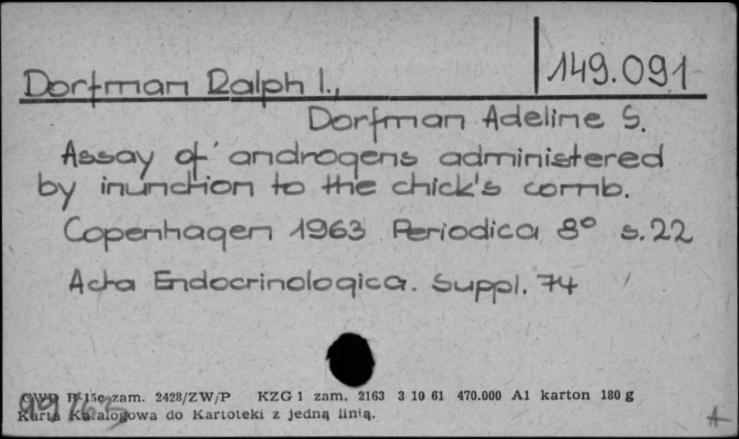 149.091
Dorfman Ralph I.,
Dorfman Adeline S.
Assay of androgens administered
by inunction to the chick's comb.
Copenhagen 1963 Periodica 8° s.22
Acta Endocrinologica. Suppl. 74
CWD P-15c zam. 2428/ZW/P KZG 1 zam. 2163 3 10 61 470.000 A1 karton 180 g
Karta Katalogowa do Kartoteki z jedną linią.